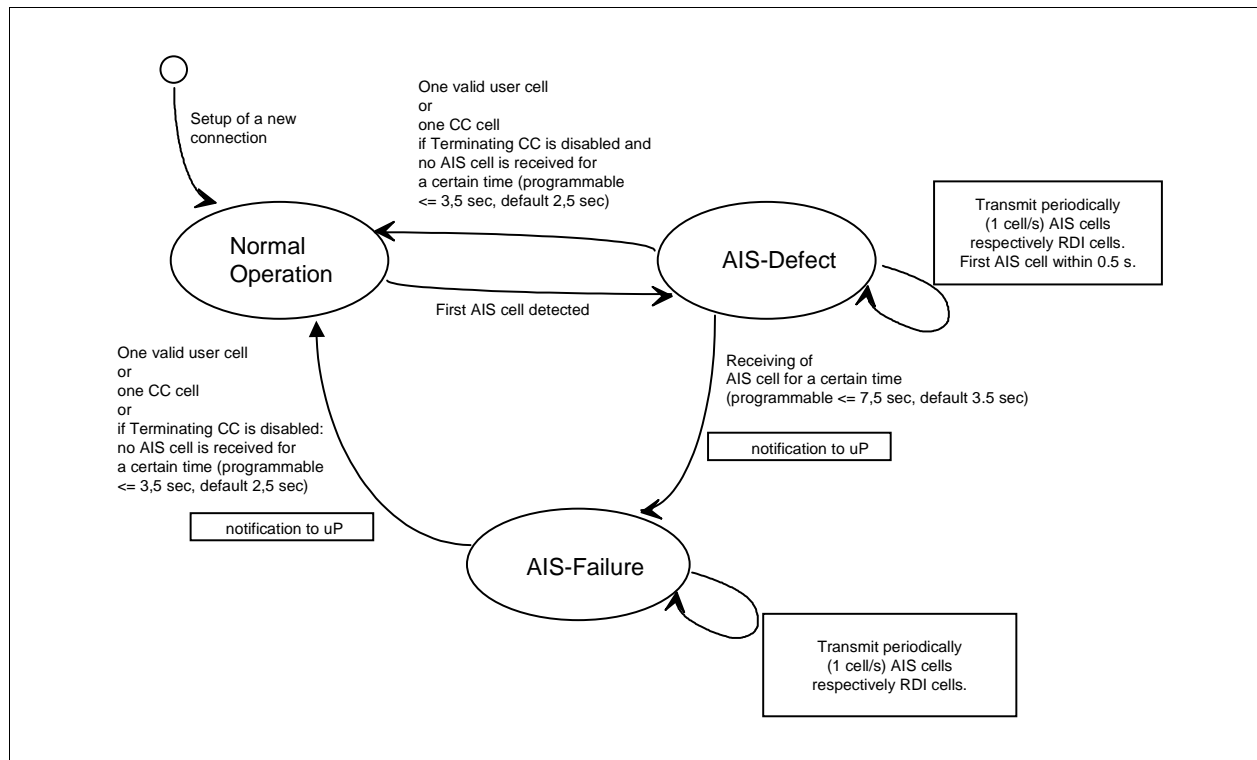 Setup of a new
connection
One valid user cell
or
one CC cell
if Terminating CC is disabled and
no AIS cell is received for
a certain time (programmable
<= 3,5 sec, default 2,5 sec)
Transmit periodically
(1 cell/s) AIS cells
respectively RDI cells.
First AIS cell within 0.5 s.
Normal
Operation
AIS-Defect
First AIS cell detected
One valid user cell
or
one CC cell
or
if Terminating CC is disabled:
no AIS cell is received for
a certain time (programmable
<= 3,5 sec, default 2,5 sec)
Receiving of
AIS cell for a certain time
(programmable <= 7,5 sec, default 3.5 sec)
notification to uP
notification to uP
AIS-Failure
Transmit periodically
(1 cell/s) AIS cells
respectively RDI cells.